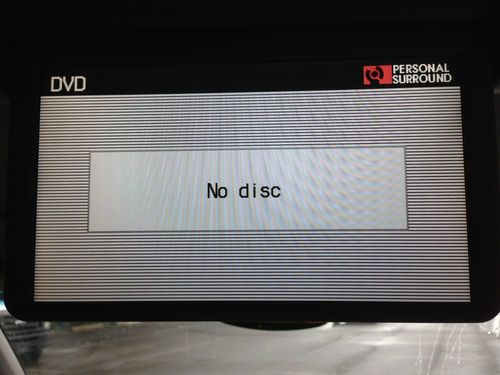 DVD
PERSONAL
SURROUND
No disc